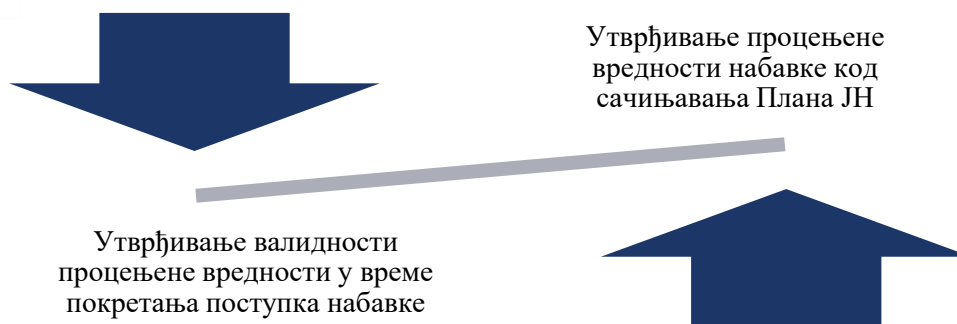 Утврђивање процењене
вредности набавке код
сачињавања Плана ЈН
Утврђивање валидности
процењене вредности у време
покретања поступка набавке